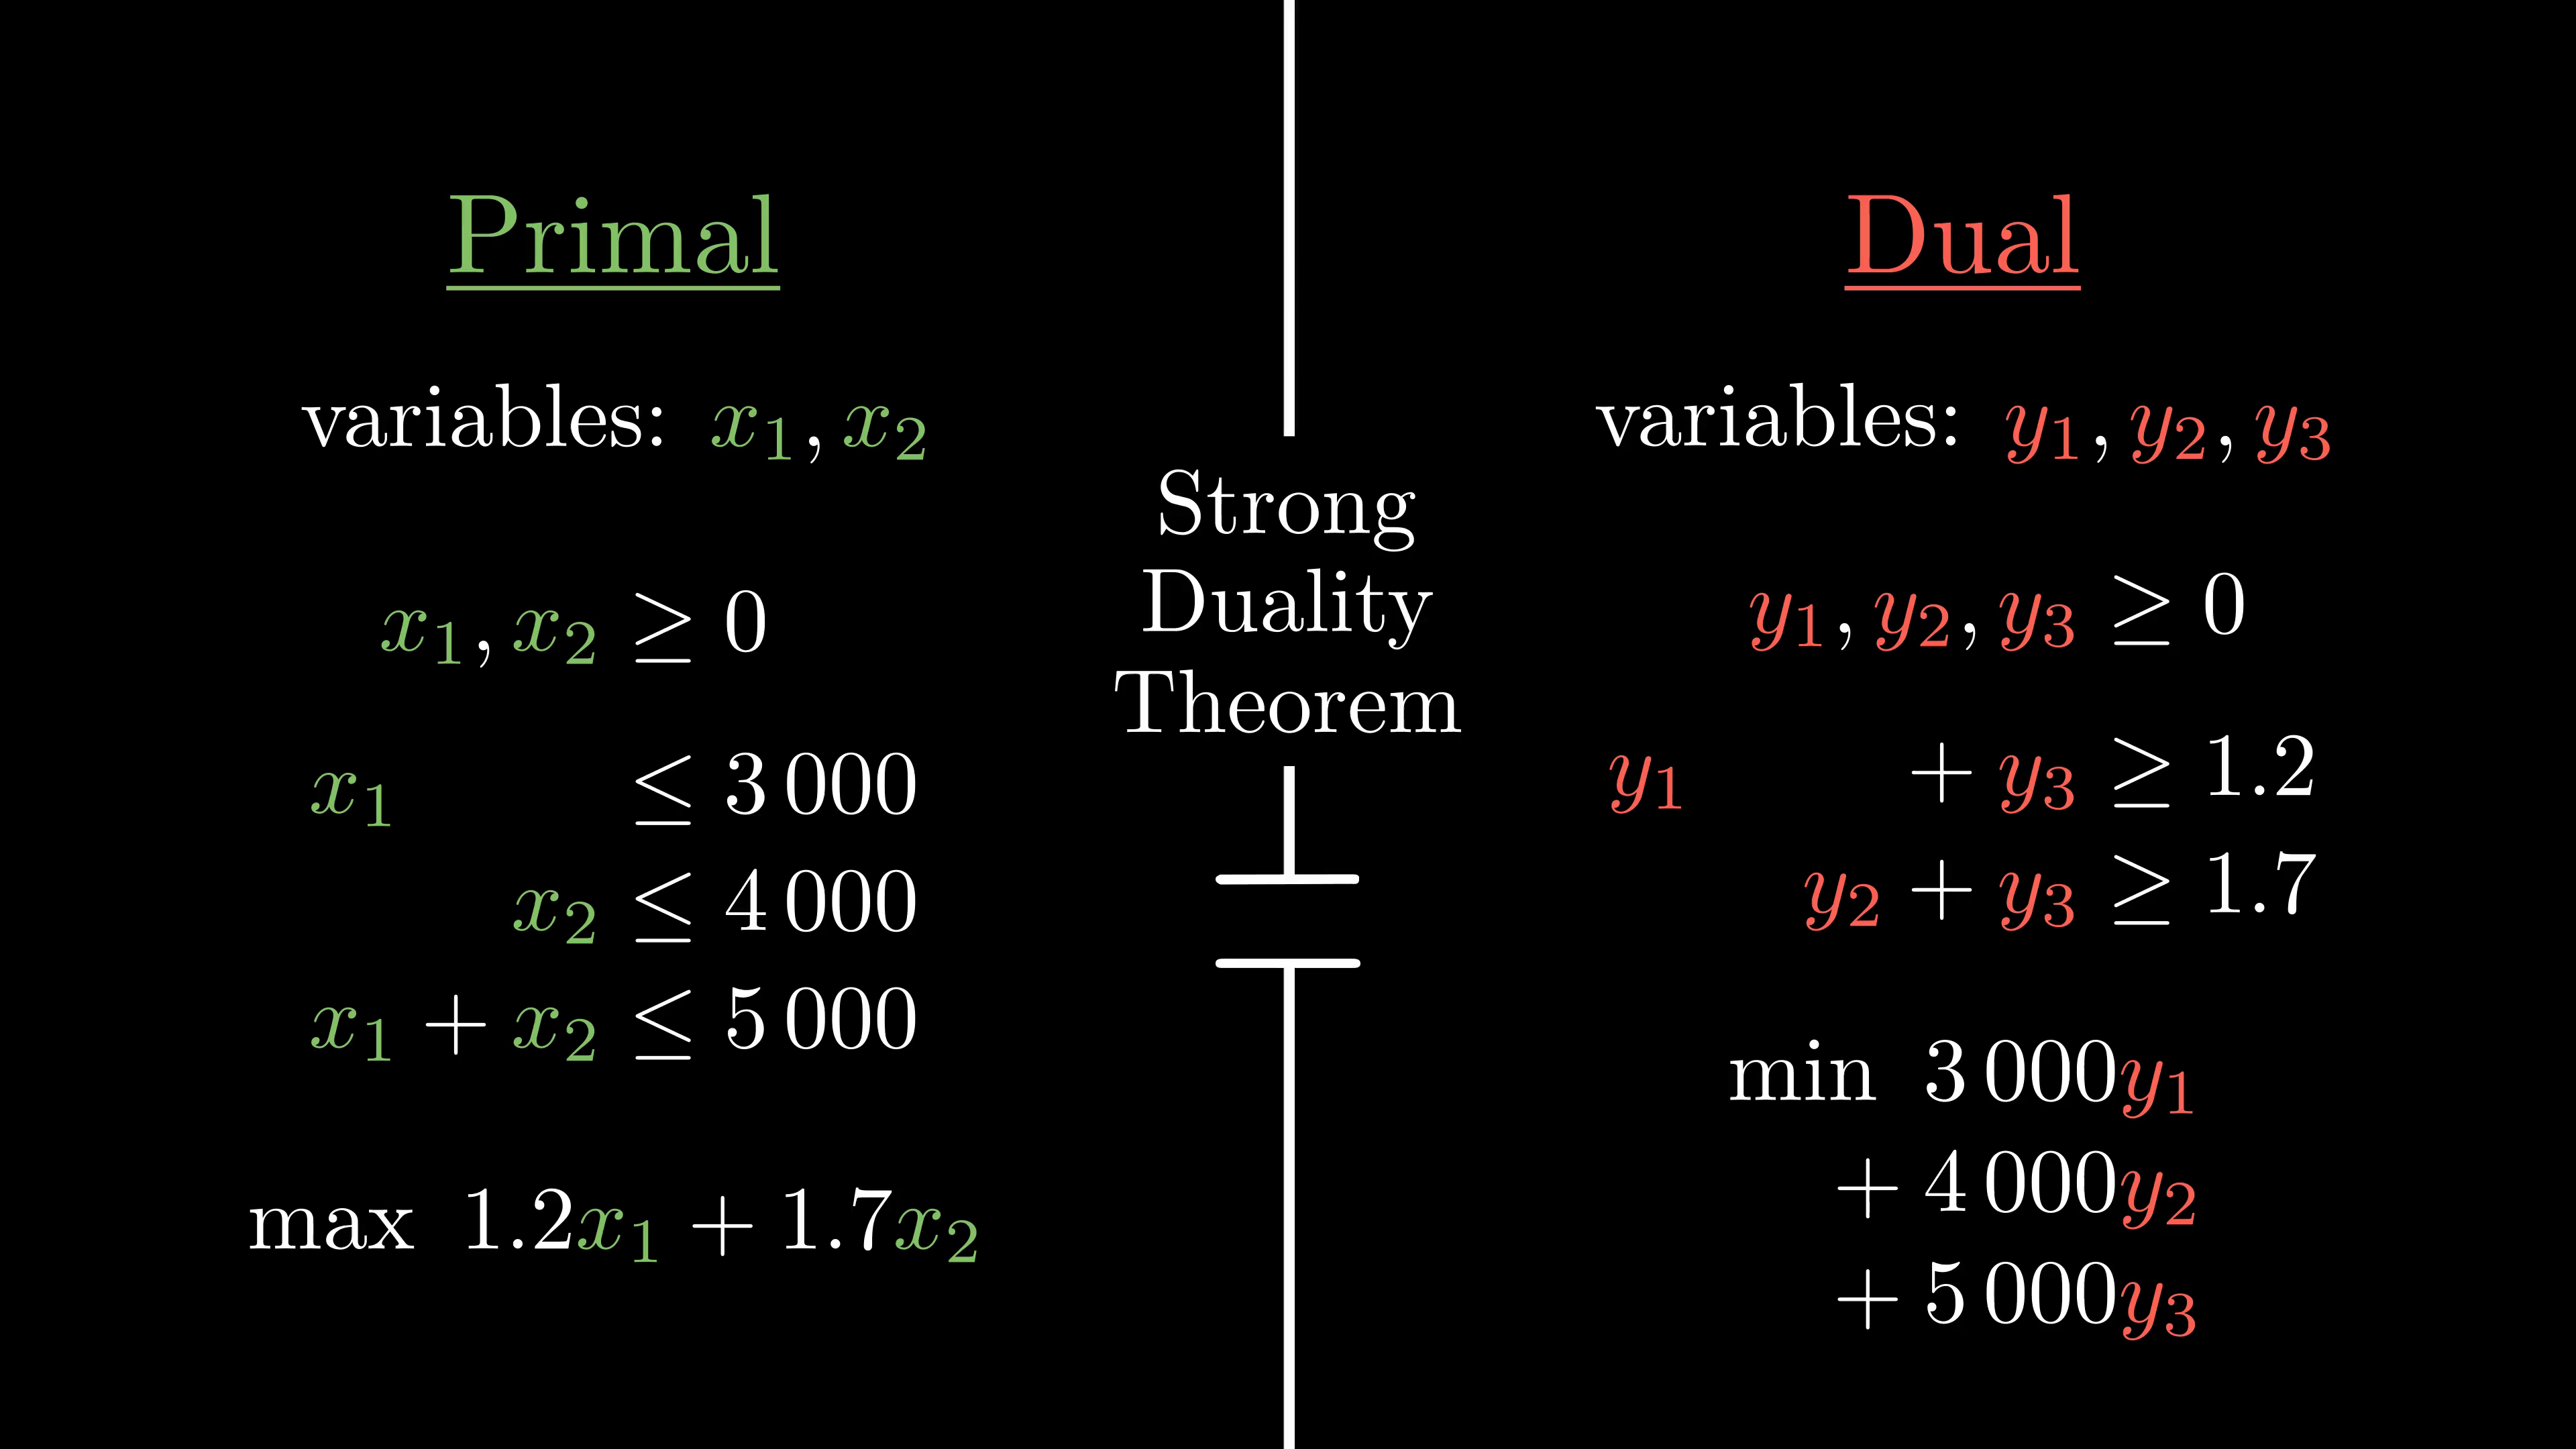 Primal
variables: x₁, x₂
x₁, x₂ ≥ 0
x₁ ≤ 3 000
x₂ ≤ 4 000
x₁ + x₂ ≤ 5 000
max 1.2x₁ + 1.7x₂
Strong
Duality
Theorem
=
Dual
variables: y₁, y₂, y₃
y₁, y₂, y₃ ≥ 0
y₁ + y₃ ≥ 1.2
y₂ + y₃ ≥ 1.7
min 3 000y₁
+ 4 000y₂
+ 5 000y₃